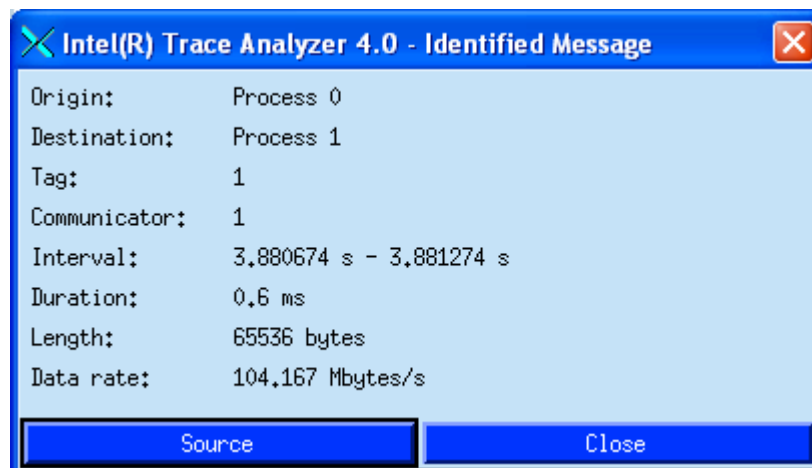 Intel(R) Trace Analyzer 4.0 - Identified Message
Origin: Process 0
Destination: Process 1
Tag: 1
Communicator: 1
Interval: 3.880674 s - 3.881274 s
Duration: 0.6 ms
Length: 65536 bytes
Data rate: 104.167 Mbytes/s
Source Close